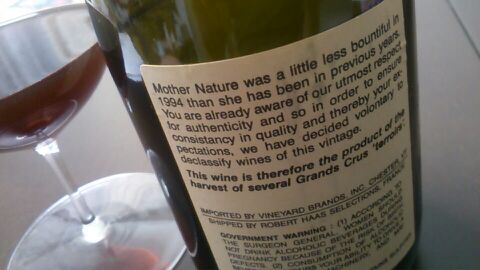 Mother Nature was a little less bountiful in
1994 than she has been in previous years.
You are already aware of our utmost respect
for authenticity and so in order to ensure
consistancy in quality and thereby your ex-
pectations, we have decided voluntary to
declassify wines of this vintage.
This wine is therefore the product of the
harvest of several Grands Crus "terroirs.
IMPORTED BY VINEYARD BRANDS, INC. CHESTER, VT
SHIPPED BY ROBERT HAAS SELECTIONS, FRANCE
GOVERNMENT WARNING: (1) ACCORDING TO
THE SURGEON GENERAL, WOMEN SHOULD
NOT DRINK ALCOHOLIC BEVERAGES DURING
PREGNANCY BECAUSE OF THE RISK OF BIRTH
DEFECTS. (2) CONSUMPTION OF
YOUR ABILITY